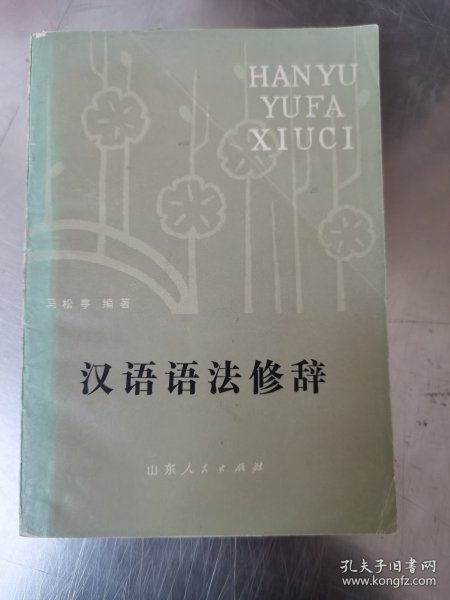 HANYU
YUFA
XIUCI
马松亭 编著
汉语语法修辞
山东人民出版社
孔夫子旧书网
www.kongfz.com